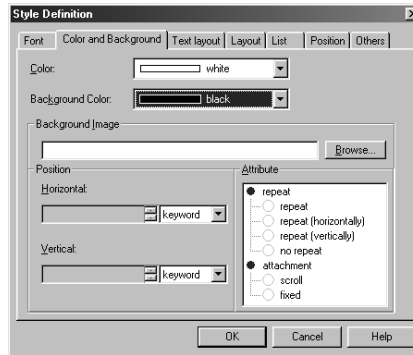 Style Definition
Font Color and Background Text layout Layout List Position Others
Color: white
Background Color: black
Background Image
Browse...
Position
Horizontal:
keyword
Vertical:
keyword
Attribute
repeat
repeat
repeat (horizontally)
repeat (vertically)
no repeat
attachment
scroll
fixed
OK Cancel Help